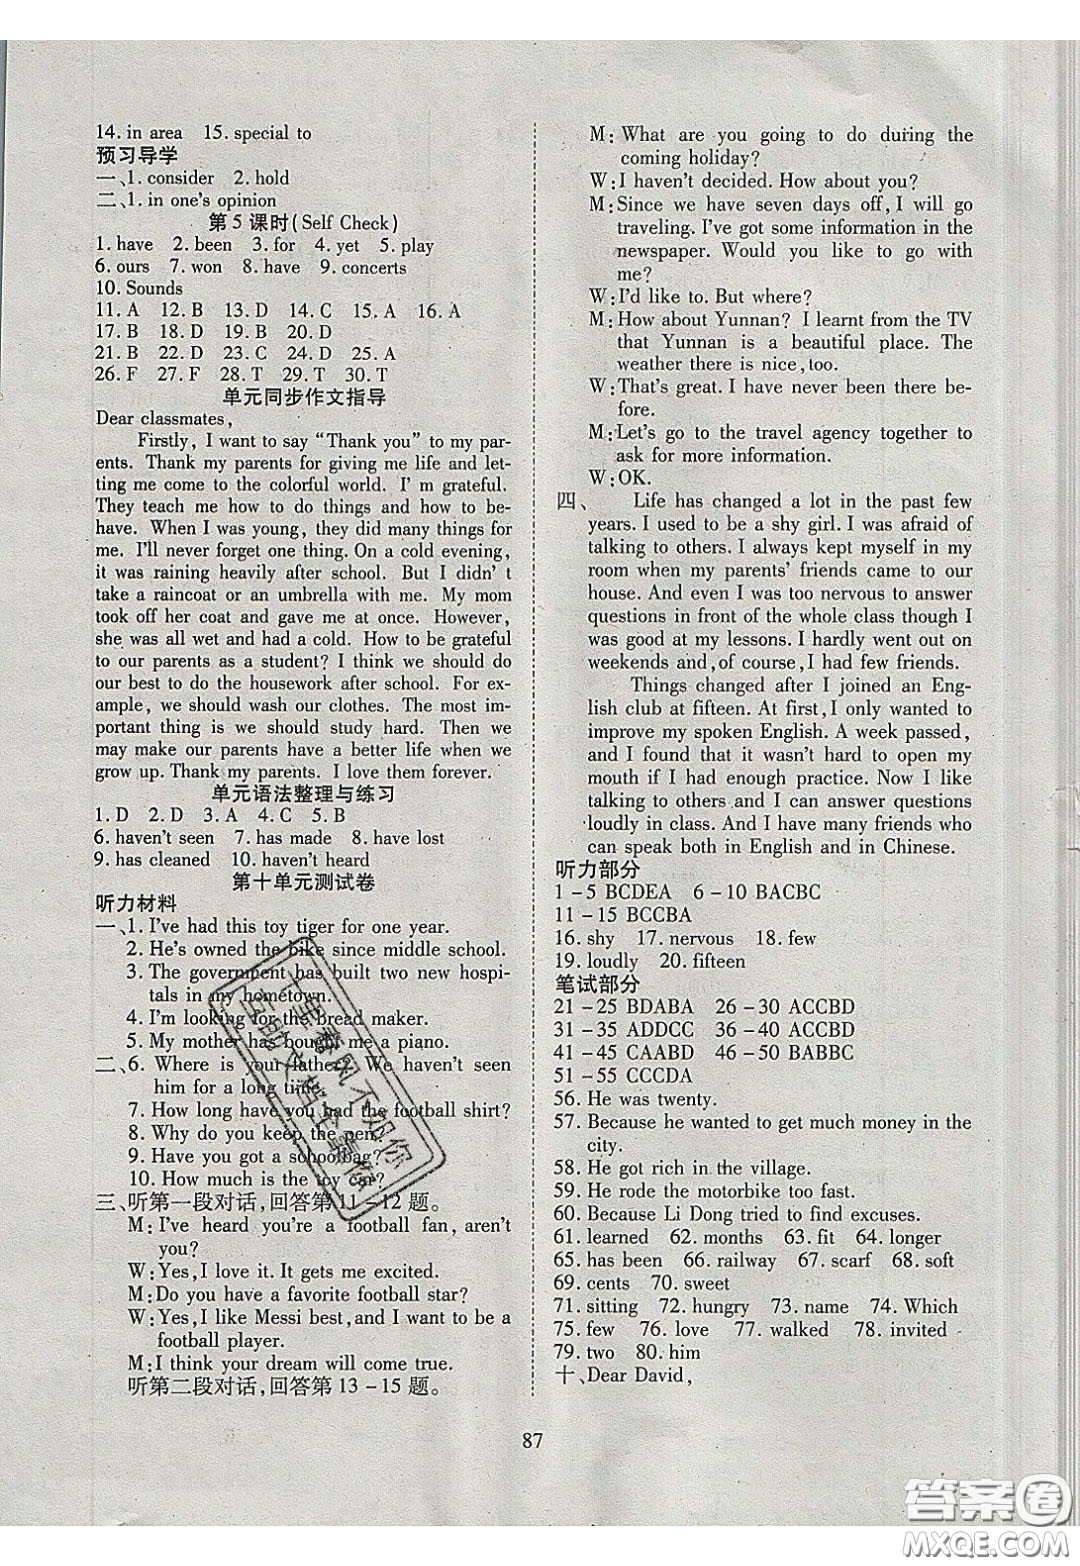 14. in area 15. special to
预习导学
一、1. consider 2. hold
二、1. in one's opinion
第 5 课时(Self Check)
1. have 2. been 3. for 4. yet 5. play
6. ours 7. won 8. have 9. concerts
10. Sounds
11. A 12. B 13. D 14. C 15. A 16. A
17. B 18. D 19. B 20. D
21. B 22. D 23. C 24. D 25. A
26. F 27. F 28. T 29. T 30. T
单元同步作文指导
Dear classmates,
Firstly, I want to say “Thank you” to my par-
ents. Thank my parents for giving me life and let-
ting me come to the colorful world. I'm grateful.
They teach me how to do things and how to be-
have. When I was young, they did many things for
me. I'll never forget one thing. On a cold evening,
it was raining heavily after school. But I didn't
take a raincoat or an umbrella with me. My mom
took off her coat and gave me at once. However,
she was all wet and had a cold. How to be grateful
to our parents as a student? I think we should do
our best to do the housework after school. For ex-
ample, we should wash our clothes. The most im-
portant thing is we should study hard. Then we
may make our parents have a better life when we
grow up. Thank my parents. I love them forever.
单元语法整理与练习
1. D 2. D 3. A 4. C 5. B
6. haven't seen 7. has made 8. have lost
9. has cleaned 10. haven't heard
第十单元测试卷
听力材料
一、1. I've had this toy tiger for one year.
2. He's owned the bike since middle school.
3. The government has built two new hospi-
tals in my hometown.
4. I'm looking for the bread maker.
5. My mother has bought me a piano.
二、6. Where is your father? We haven't seen
him for a long time.
7. How long have you had the football shirt?
8. Why do you keep the pen?
9. Have you got a schoolbag?
10. How much is the toy car?
三、听第一段对话,回答第 11-12 题。
M: I've heard you're a football fan, aren't
you?
W: Yes, I love it. It gets me excited.
M: Do you have a favorite football star?
W: Yes, I like Messi best, and I want to be a
football player.
M: I think your dream will come true.
听第二段对话,回答第 13-15 题。
M: What are you going to do during the
coming holiday?
W: I haven't decided. How about you?
M: Since we have seven days off, I will go
traveling. I've got some information in the
newspaper. Would you like to go with
me?
W: I'd like to. But where?
M: How about Yunnan? I learnt from the TV
that Yunnan is a beautiful place. The
weather there is nice, too.
W: That's great. I have never been there be-
fore.
M: Let's go to the travel agency together to
ask for more information.
W: OK.
四、 Life has changed a lot in the past few
years. I used to be a shy girl. I was afraid of
talking to others. I always kept myself in my
room when my parents' friends came to our
house. And even I was too nervous to answer
questions in front of the whole class though I
was good at my lessons. I hardly went out on
weekends and, of course, I had few friends.
Things changed after I joined an Eng-
lish club at fifteen. At first, I only wanted to
improve my spoken English. A week passed,
and I found that it wasn't hard to open my
mouth if I had enough practice. Now I like
talking, and I can answer questions
loudly in class. And I have many friends who
can speak both in English and in Chinese.
听力部分
1-5 BCDEA 6-10 BACBC
11-15 BCCBA
16. shy 17. nervous 18. few
19. loudly 20. fifteen
笔试部分
21-25 BDABA 26-30 ACCBD
31-35 ADDCC 36-40 ACCBD
41-45 CAABD 46-50 BABBC
51-55 CCCDA
56. He was twenty.
57. Because he wanted to get much money in the
city.
58. He got rich in the village.
59. He rode the motorbike too fast.
60. Because Li Dong tried to find excuses.
61. learned 62. months 63. fit 64. longer
65. has been 66. railway 67. scarf 68. soft
69. cents 70. sweet
71. sitting 72. hungry 73. name 74. Which
75. few 76. love 77. walked 78. invited
79. two 80. him
十、Dear David,
87
答案圈
MXQE.COM